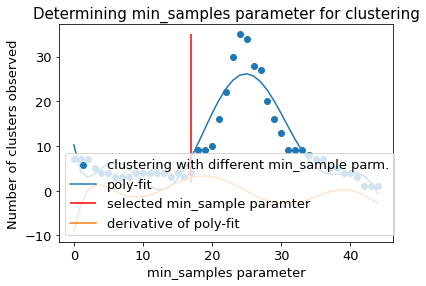 Determining min_samples parameter for clustering
Number of clusters observed
30
20
10
0
−10
clustering with different min_sample parm.
poly-fit
selected min_sample paramter
derivative of poly-fit
0
10
20
30
40
min_samples parameter